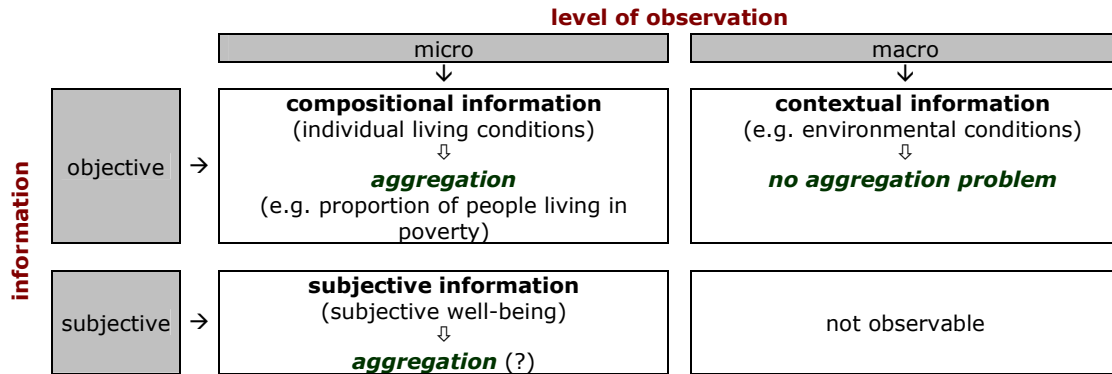 level of observation
micro
macro
↓
↓
information
objective
→
compositional information
(individual living conditions)
⇩
aggregation
(e.g. proportion of people living in
poverty)
contextual information
(e.g. environmental conditions)
⇩
no aggregation problem
subjective
→
subjective information
(subjective well-being)
⇩
aggregation (?)
not observable